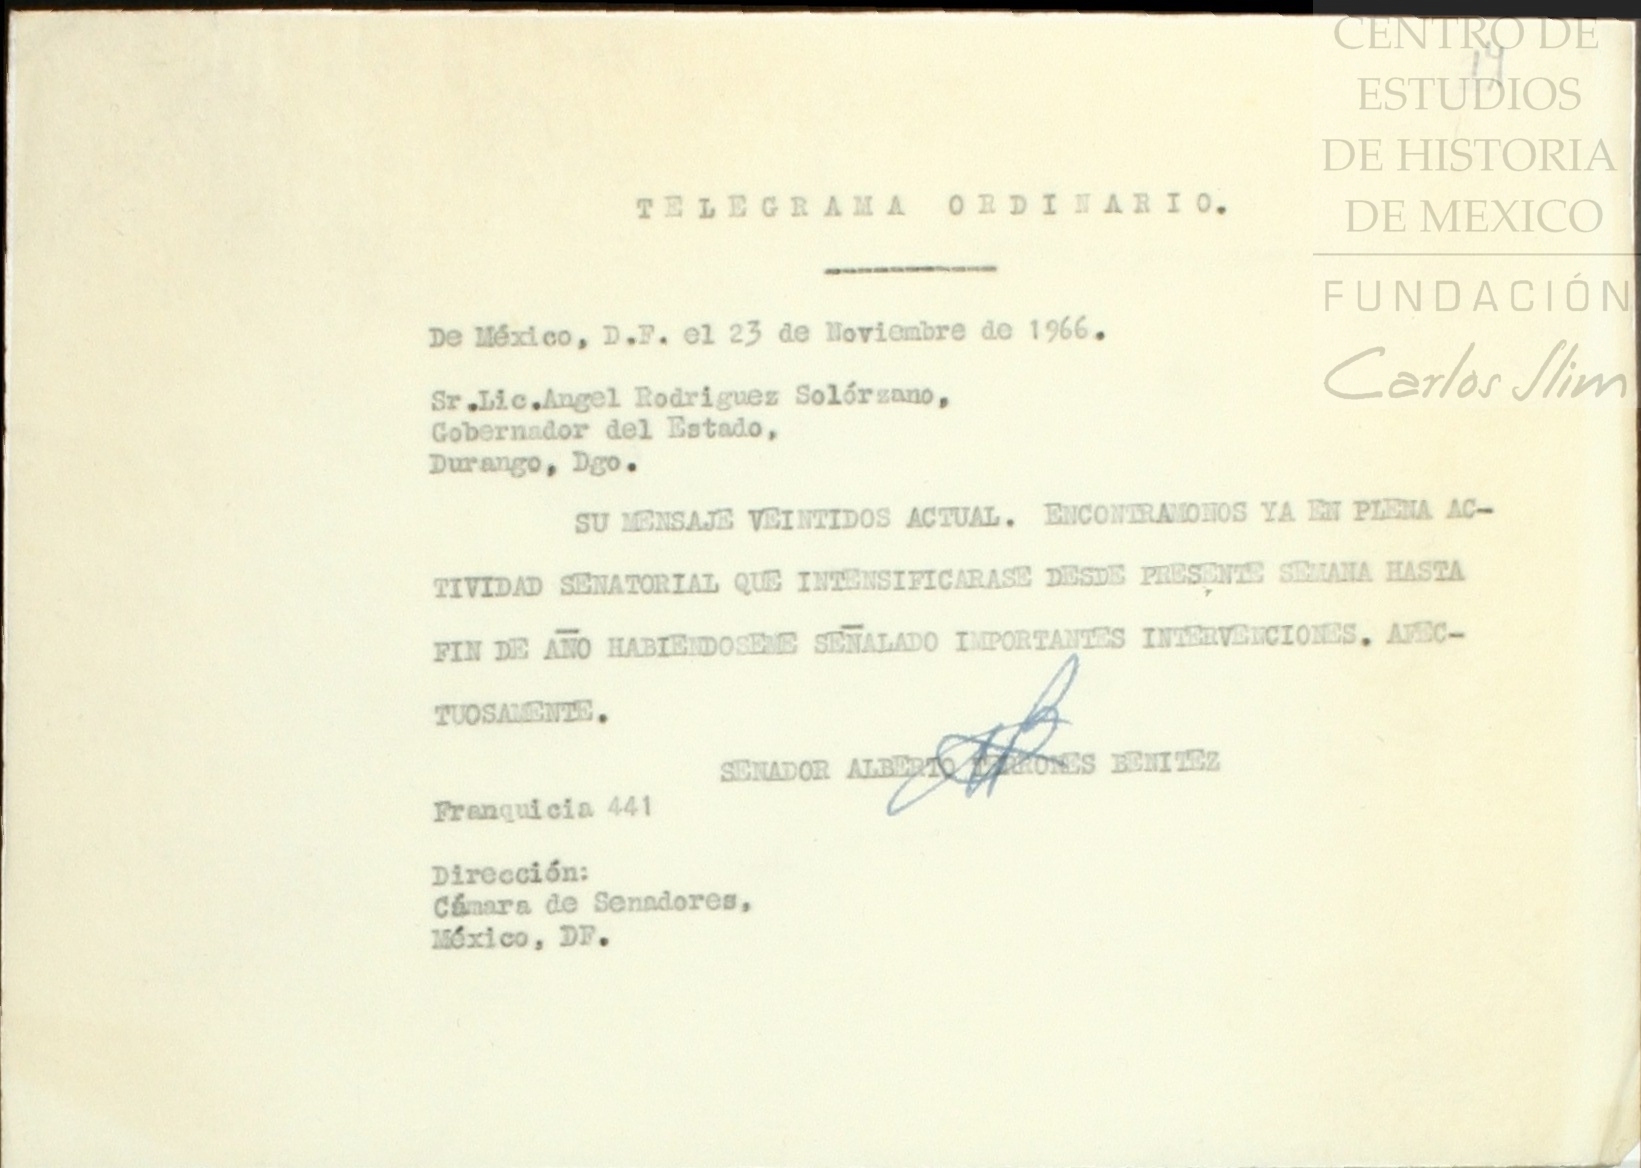 CENTRO DE
ESTUDIOS
DE HISTORIA
DE MEXICO
FUNDACIÓN
Carlos Slim
19
TELEGRAMA ORDINARIO.
De México, D.F. el 23 de Noviembre de 1966.
Sr.Lic.Angel Rodriguez Solórzano,
Gobernador del Estado,
Durango, Dgo.
SU MENSAJE VEINTIDOS ACTUAL. ENCONTRAMONOS YA EN PLENA AC-
TIVIDAD SENATORIAL QUE INTENSIFICARASE DESDE PRESENTE SEMANA HASTA
FIN DE AÑO HABIENDOSEME SEÑALADO IMPORTANTES INTERVENCIONES. AFEC-
TUOSAMENTE.
SENADOR ALBERTO TERRONES BENITEZ
Franquicia 441
Dirección:
Cámara de Senadores,
México, DF.